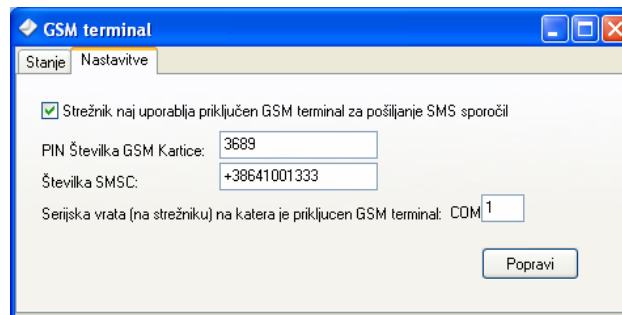 GSM terminal
Stanje Nastavitve
Strežnik naj uporablja priključen GSM terminal za pošiljanje SMS sporočil
PIN Številka GSM Kartice: 3689
Številka SMSC: +38641001333
Serijska vrata (na strežniku) na katera je prikljucen GSM terminal: COM 1
Popravi